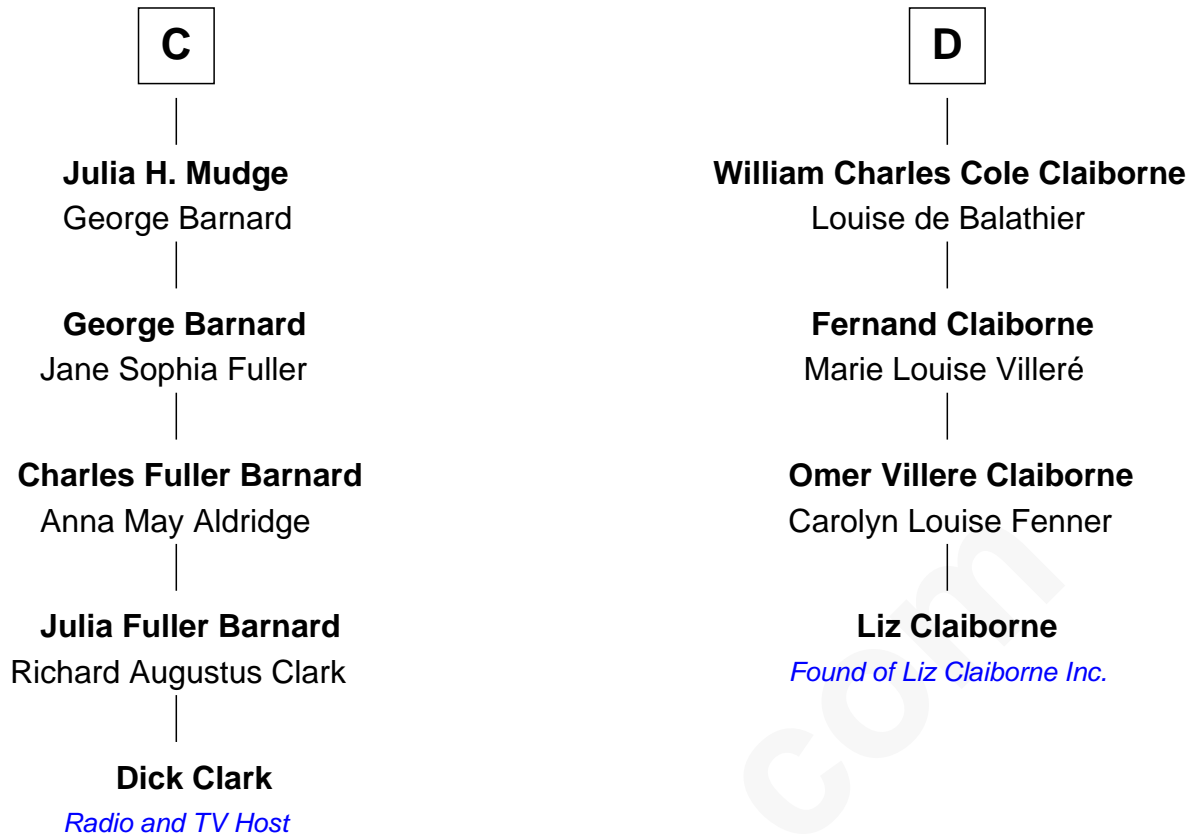 C
Julia H. Mudge
George Barnard
George Barnard
Jane Sophia Fuller
Charles Fuller Barnard
Anna May Aldridge
Julia Fuller Barnard
Richard Augustus Clark
Dick Clark
Radio and TV Host
D
William Charles Cole Claiborne
Louise de Balathier
Fernand Claiborne
Marie Louise Villeré
Omer Villere Claiborne
Carolyn Louise Fenner
Liz Claiborne
Found of Liz Claiborne Inc.
com